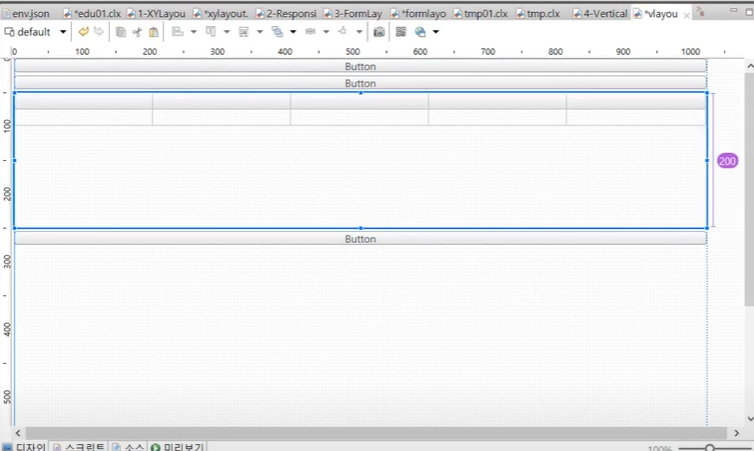 env.json *edu01.clx 1-XYLayou *xylayout. 2-Responsi 3-FormLay *formlayo tmp01.clx tmp.clx 4-Vertical *vlayou
default
0 100 200 300 400 500 600 700 800 900 1000
0
Button
Button
100
200
200
Button
300
400
500
디자인 스크립트 소스 미리보기 100%